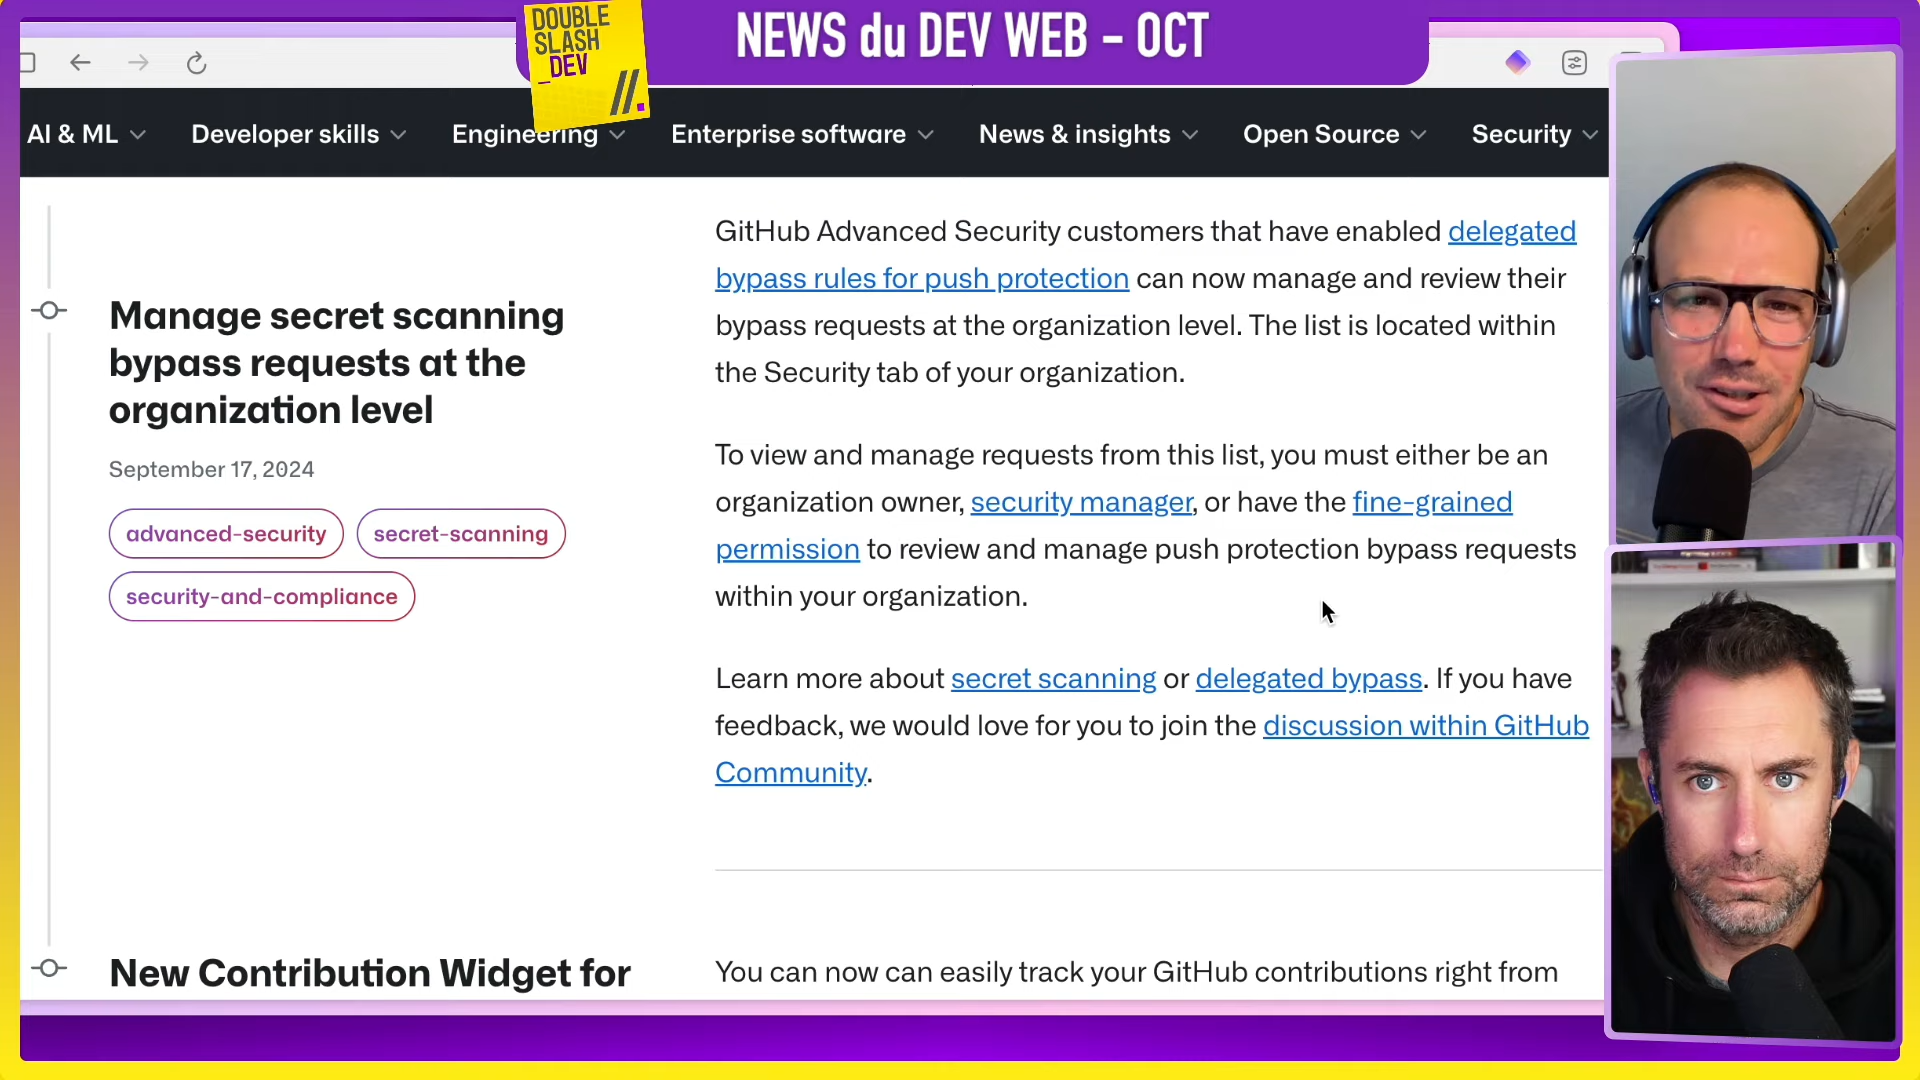 DOUBLE
SLASH
_DEV
//.
NEWS du DEV WEB - OCT
AI & ML
Developer skills
Engineering
Enterprise software
News & insights
Open Source
Security
Manage secret scanning
bypass requests at the
organization level
September 17, 2024
advanced-security
secret-scanning
security-and-compliance
GitHub Advanced Security customers that have enabled delegated
bypass rules for push protection can now manage and review their
bypass requests at the organization level. The list is located within
the Security tab of your organization.
To view and manage requests from this list, you must either be an
organization owner, security manager, or have the fine-grained
permission to review and manage push protection bypass requests
within your organization.
Learn more about secret scanning or delegated bypass. If you have
feedback, we would love for you to join the discussion within GitHub
Community.
New Contribution Widget for
You can now can easily track your GitHub contributions right from